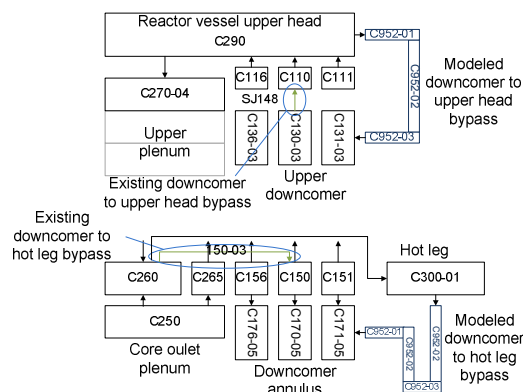 Reactor vessel upper head
C290
C952-01
C952-02
C952-03
Modeled
downcomer to
upper head
bypass
C116
C110
C111
SJ148
C270-04
Upper
plenum
C136-03
C130-03
C131-03
Existing downcomer
to upper head bypass
Upper
downcomer
Existing
downcomer to
hot leg bypass
150-03
Hot leg
C260
C265
C156
C150
C151
C300-01
C250
Core oulet
plenum
C176-05
C170-05
C171-05
Downcomer
annulus
C952-01
C952-02
C952-03
C952-02
Modeled
downcomer
to hot leg
bypass